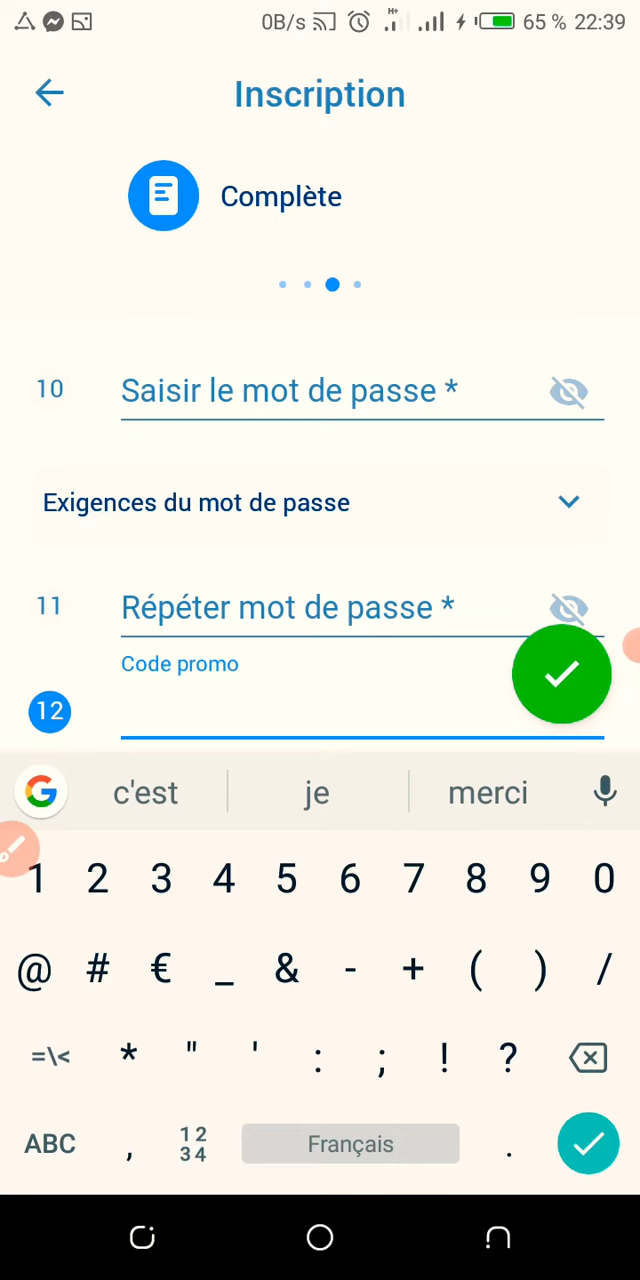 0B/s H+ 65 % 22:39
Inscription
Complète
10 Saisir le mot de passe *
Exigences du mot de passe
11 Répéter mot de passe *
Code promo
12
c'est je merci
1 2 3 4 5 6 7 8 9 0
@ # € _ & - + ( ) /
=\< * " ' : ; ! ?
ABC , 1 2 3 4 Français .